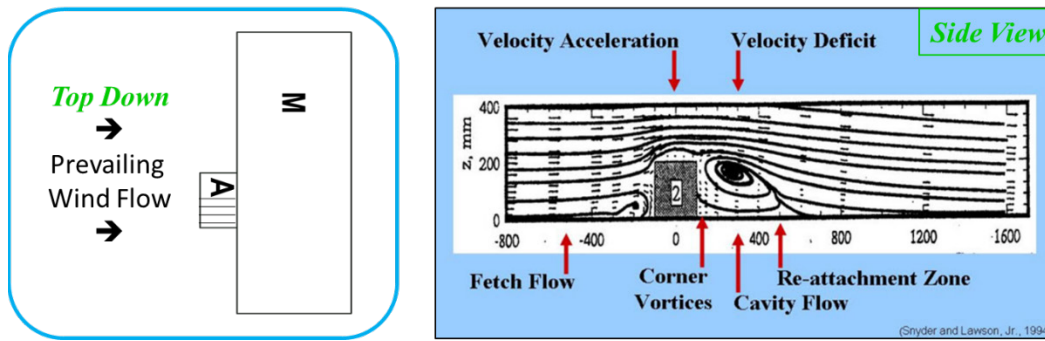 Top Down
➔
Prevailing
Wind Flow
➔
A
M
Side View
Velocity Acceleration
Velocity Deficit
z, mm
400
200
0
2
-800
-400
0
400
800
1200
-1600
Fetch Flow
Corner
Vortices
Cavity Flow
Re-attachment Zone
(Snyder and Lawson, Jr., 1994